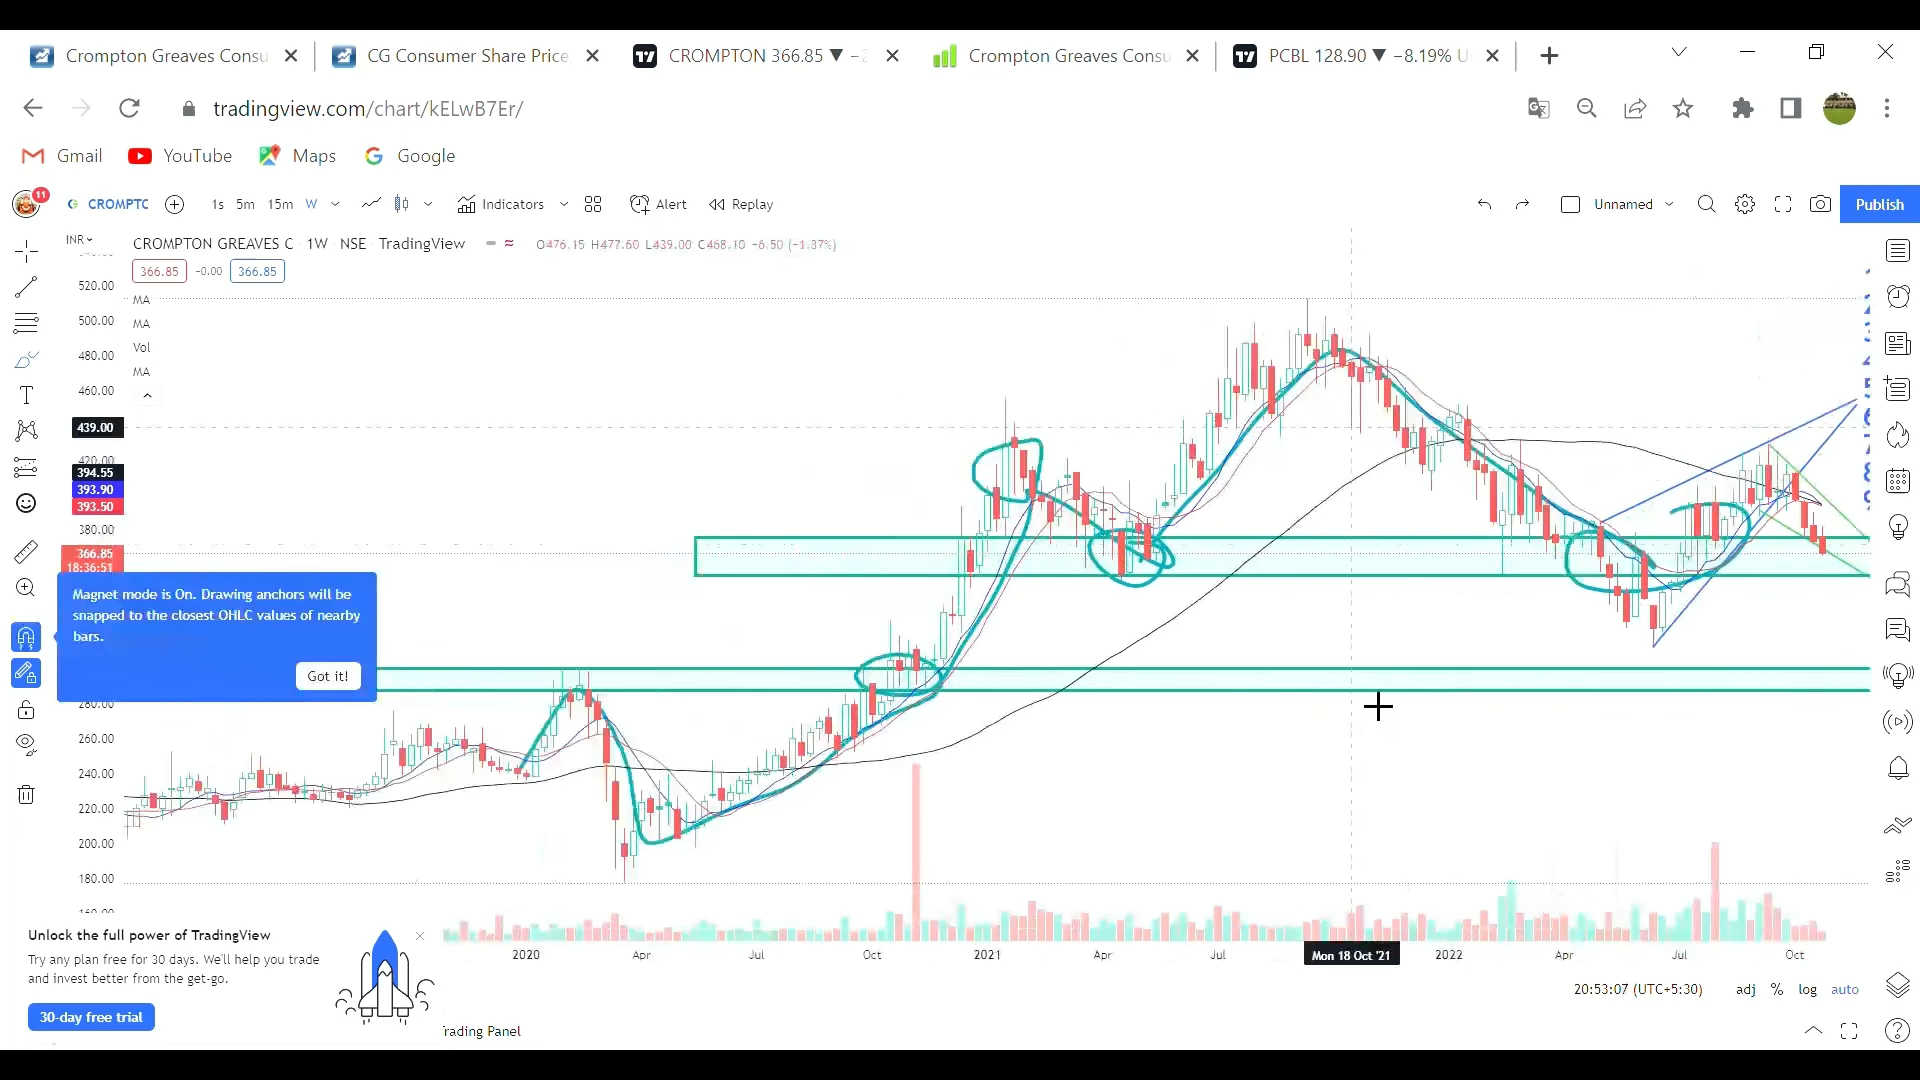 Crompton Greaves Consu
CG Consumer Share Price
CROMPTON 366.85 ▼ −2
Crompton Greaves Consu
PCBL 128.90 ▼ −8.19% U
tradingview.com/chart/kELwB7Er/
Gmail
YouTube
Maps
Google
11
CROMPTC
1s 5m 15m W
Indicators
Alert
Replay
Unnamed
Publish
INR
CROMPTON GREAVES C 1W NSE TradingView
O476.15 H477.60 L439.00 C468.10 −6.50 (−1.37%)
366.85 -0.00 366.85
MA
MA
Vol
MA
520.00
500.00
480.00
460.00
439.00
420.00
394.55
393.90
393.50
380.00
366.85
18:36:51
Magnet mode is On. Drawing anchors will be
snapped to the closest OHLC values of nearby
bars.
Got it!
280.00
260.00
240.00
220.00
200.00
180.00
160.00
Unlock the full power of TradingView
Try any plan free for 30 days. We'll help you trade
and invest better from the get-go.
30-day free trial
2020 Apr Jul Oct 2021 Apr Jul Mon 18 Oct '21 2022 Apr Jul Oct
20:53:07 (UTC+5:30) adj % log auto
rading Panel